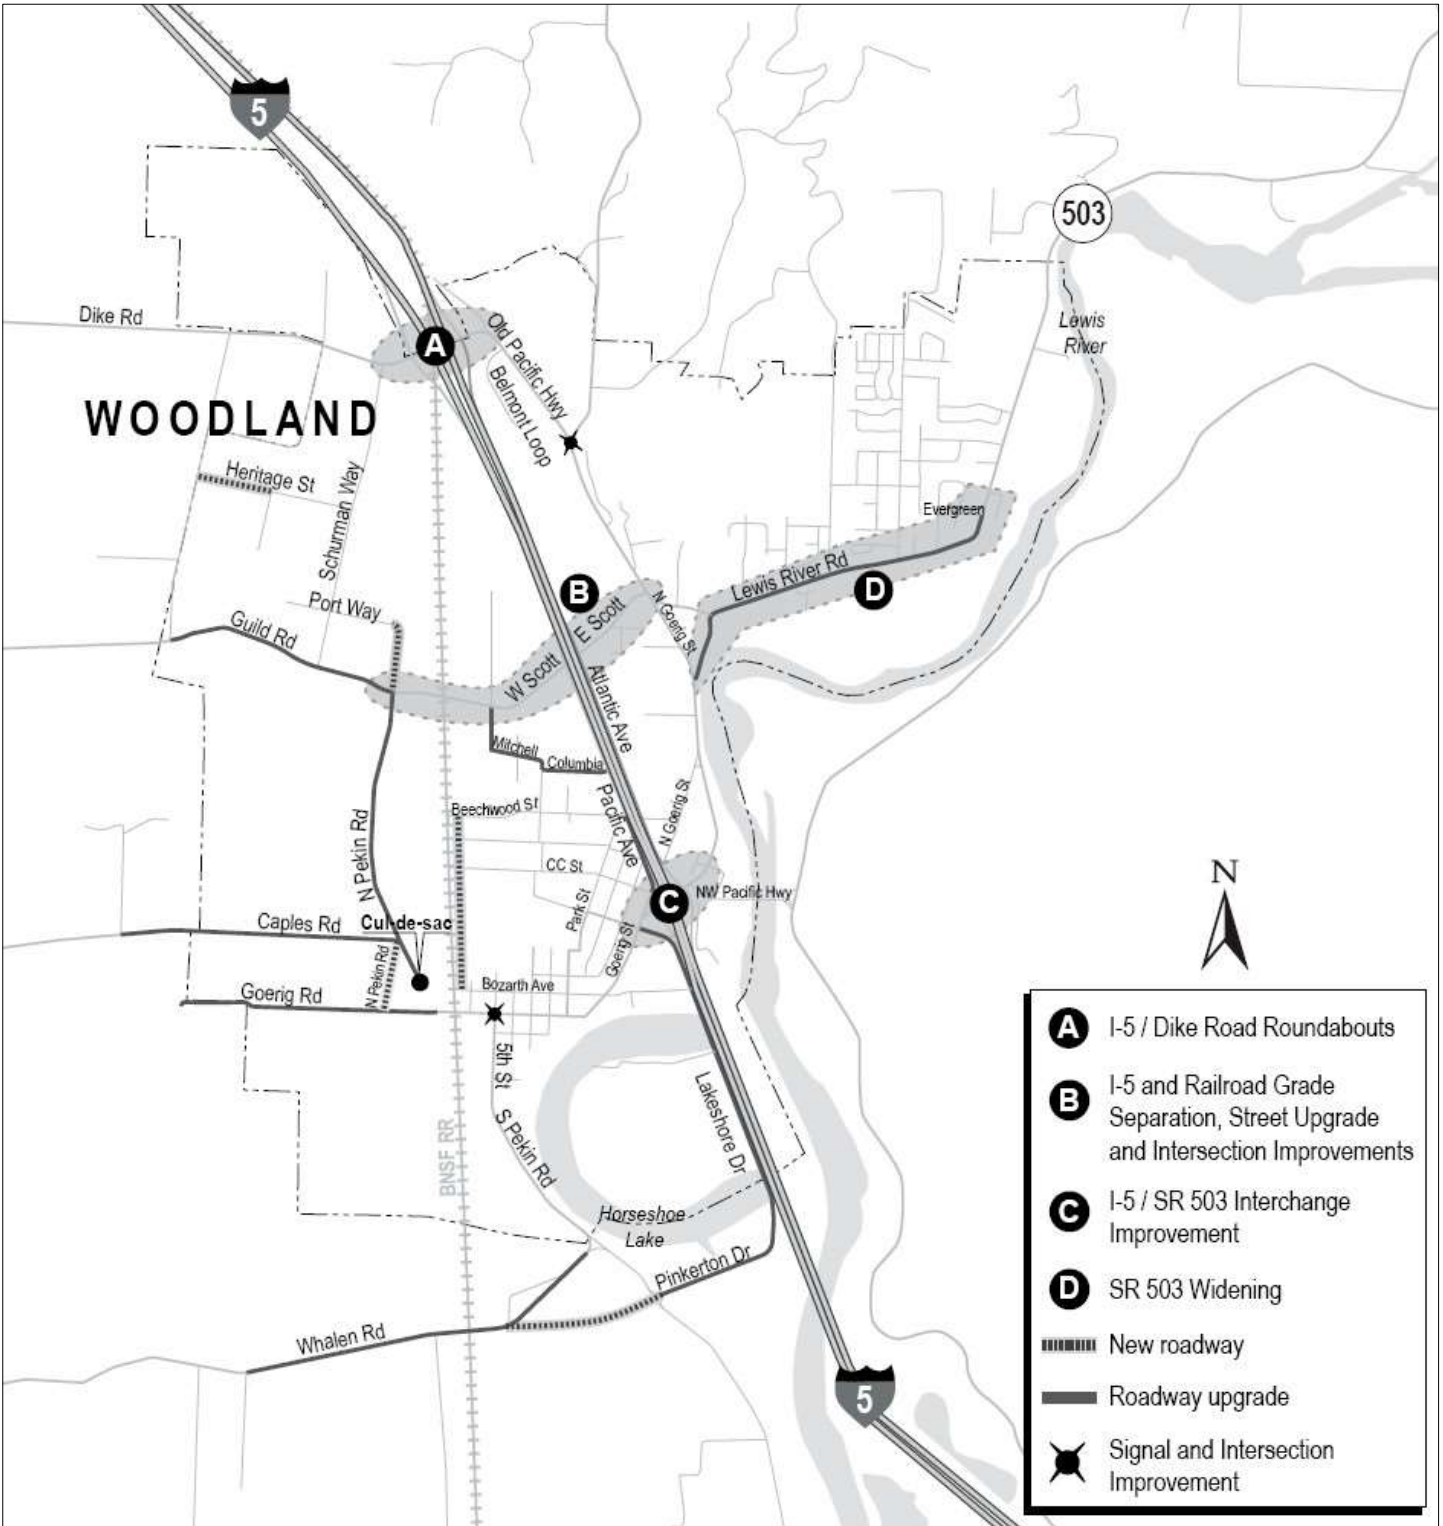 5
503
Lewis
River
Dike Rd
A
Old Pacific Hwy
Belmont Loop
WOODLAND
Heritage St
Schurman Way
Evergreen
Lewis River Rd
D
B
Port Way
Guild Rd
E Scott
W Scott
N Goerig St
Atlantic Ave
Mitchell
Columbia
Pacific Ave
N Goerig St
Beechwood St
N Pekin Rd
CC St
Park St
C
NW Pacific Hwy
Caples Rd
Cul-de-sac
Goerig St
N Pekin Rd
Goerig Rd
Bozarth Ave
5th St
Lakeshore Dr
S Pekin Rd
BNSF RR
Horseshoe
Lake
Pinkerton Dr
Whalen Rd
5
N
A I-5 / Dike Road Roundabouts
B I-5 and Railroad Grade
Separation, Street Upgrade
and Intersection Improvements
C I-5 / SR 503 Interchange
Improvement
D SR 503 Widening
New roadway
Roadway upgrade
Signal and Intersection
Improvement